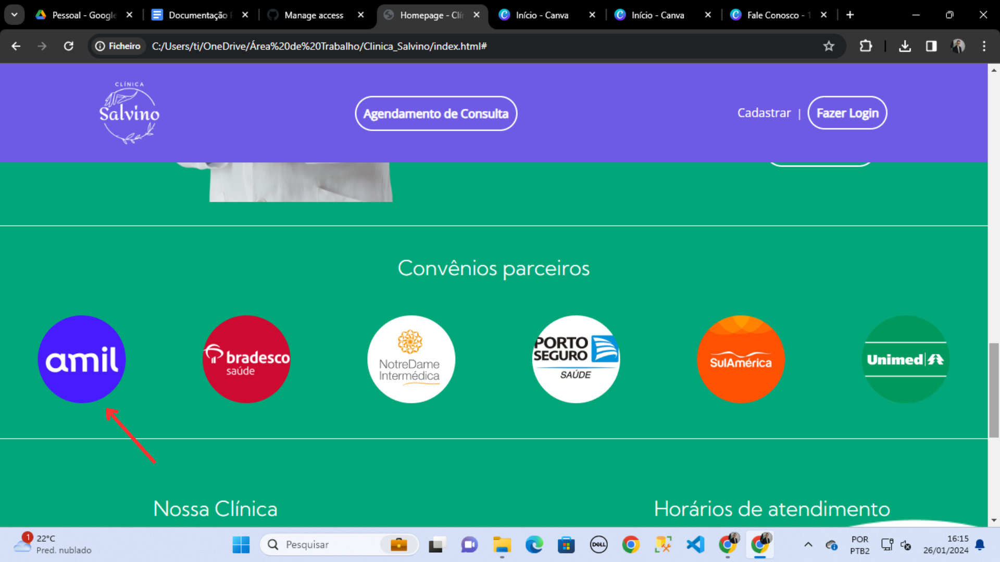 Pessoal - Google
Documentação
Manage access
Homepage - Clí
Início - Canva
Início - Canva
Fale Conosco - 1
Ficheiro
C:/Users/ti/OneDrive/Área%20de%20Trabalho/Clinica_Salvino/index.html#
CLÍNICA
Salvino
Agendamento de Consulta
Cadastrar | Fazer Login
Convênios parceiros
amil
bradesco
saúde
NotreDame
Intermédica
PORTO
SEGURO
SAÚDE
SulAmérica
Unimed
Nossa Clínica
Horários de atendimento
1
22°C
Pred. nublado
Pesquisar
DELL
POR
PTB2
16:15
26/01/2024